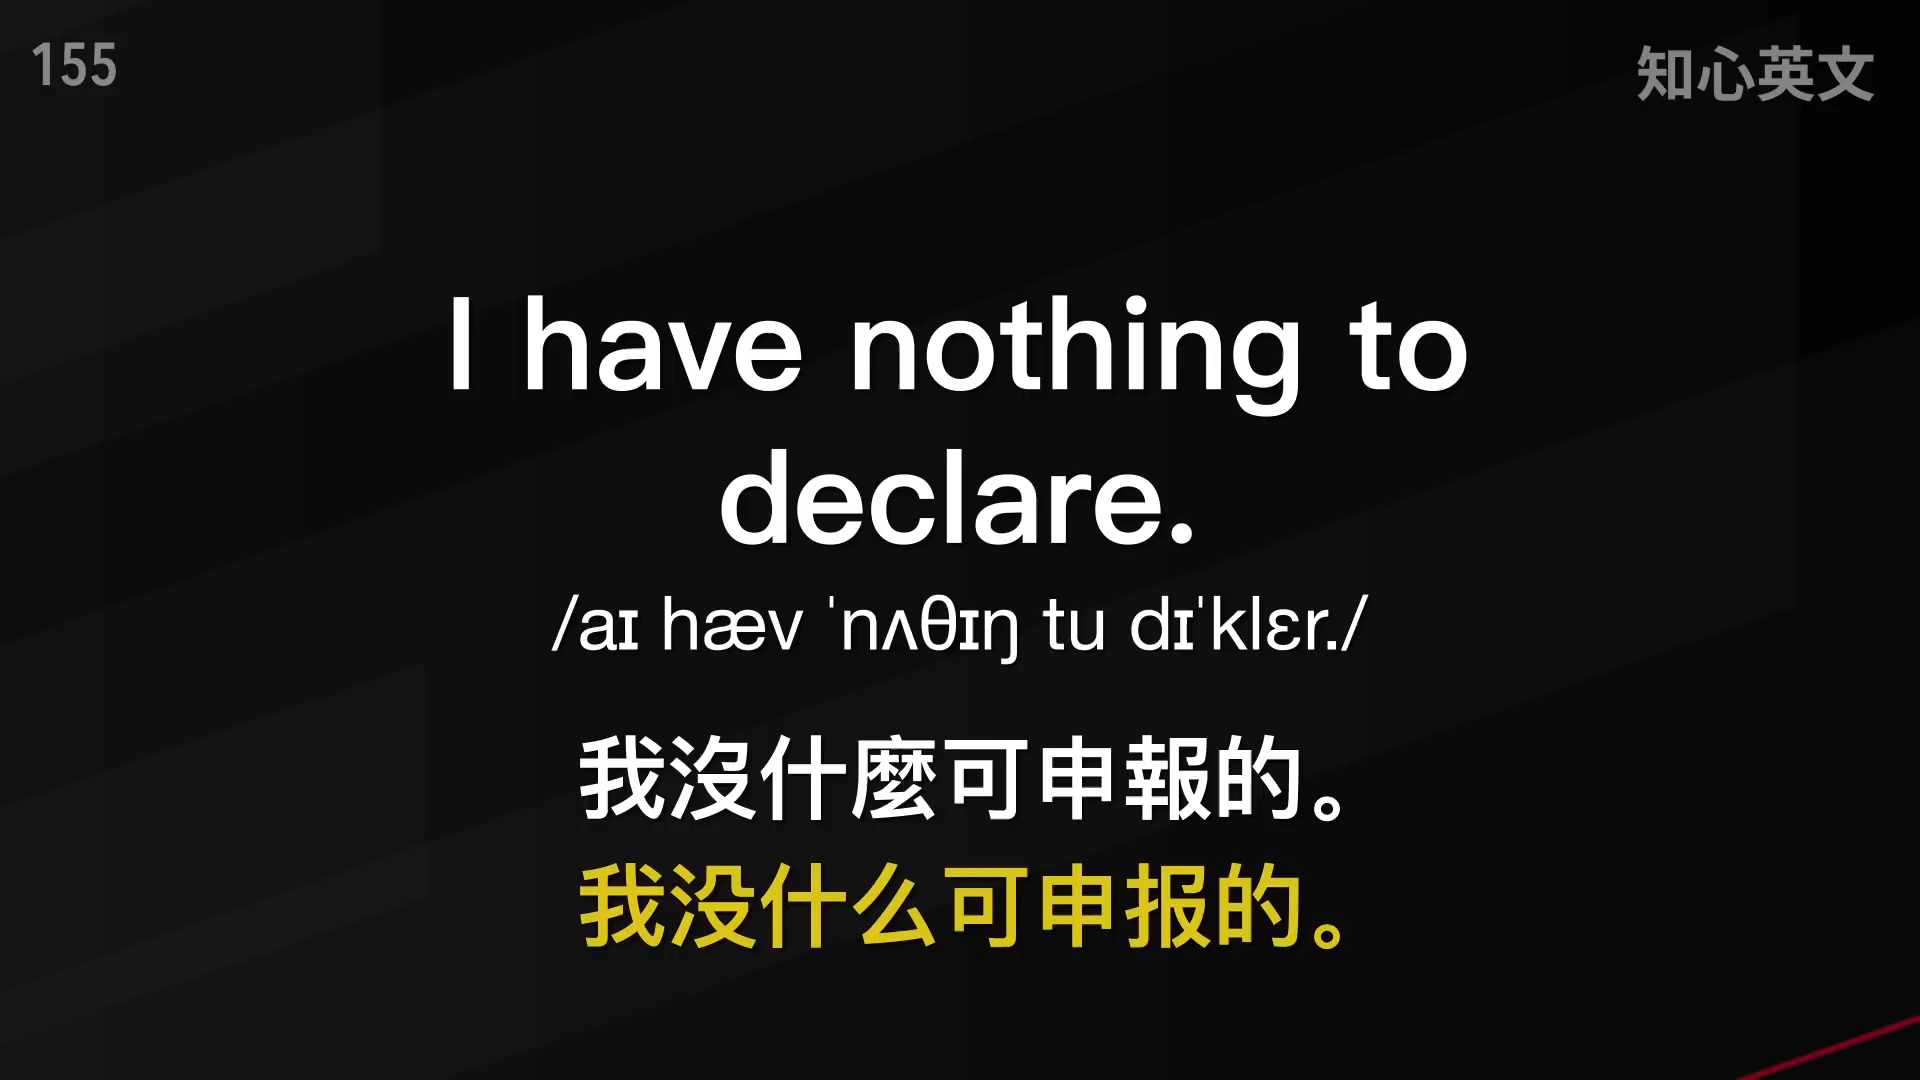 155
知心英文
I have nothing to
declare.
/aɪ hæv ˈnʌθɪŋ tu dɪˈklɛr./
我沒什麼可申報的。
我没什么可申报的。